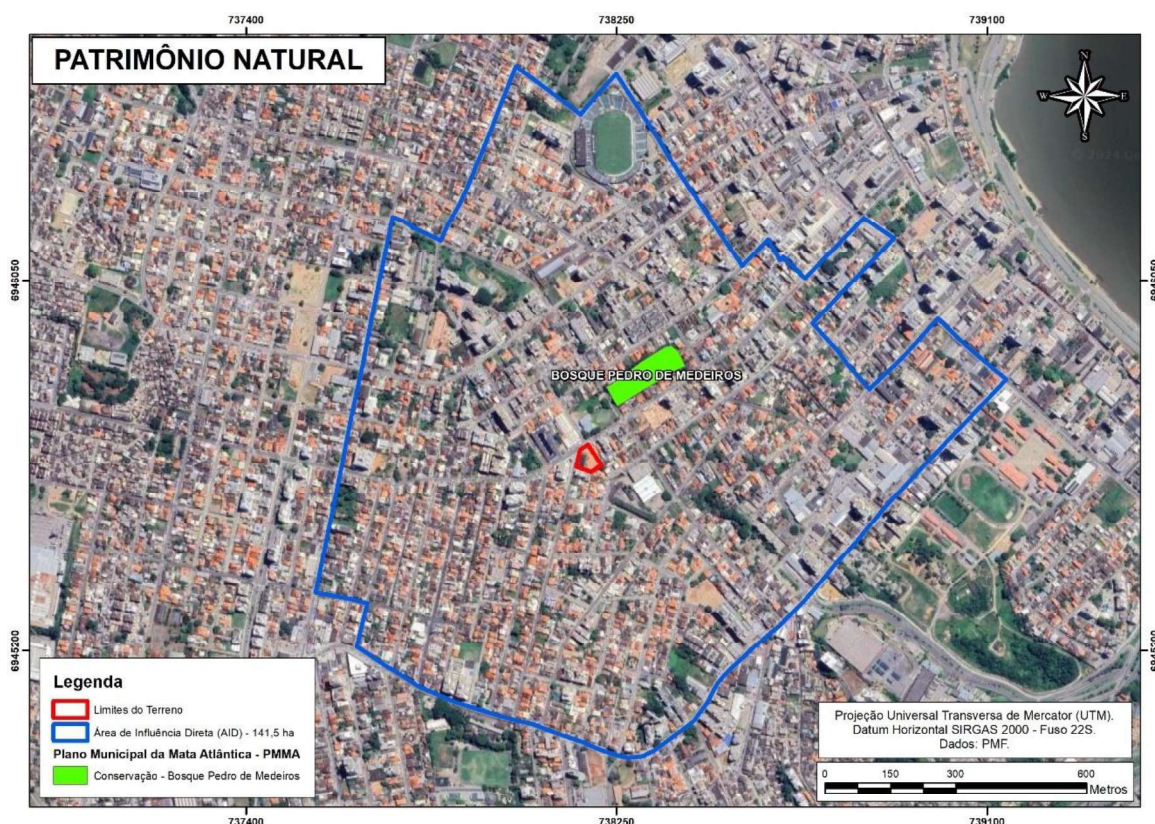 737400
738250
739100
PATRIMÔNIO NATURAL
N
W
E
S
6946050
BOSQUE PEDRO DE MEDEIROS
6945200
Legenda
Limites do Terreno
Área de Influência Direta (AID) - 141,5 ha
Plano Municipal da Mata Atlântica - PMMA
Conservação - Bosque Pedro de Medeiros
Projeção Universal Transversa de Mercator (UTM).
Datum Horizontal SIRGAS 2000 - Fuso 22S.
Dados: PMF.
0 150 300 600
Metros
737400
738250
739100